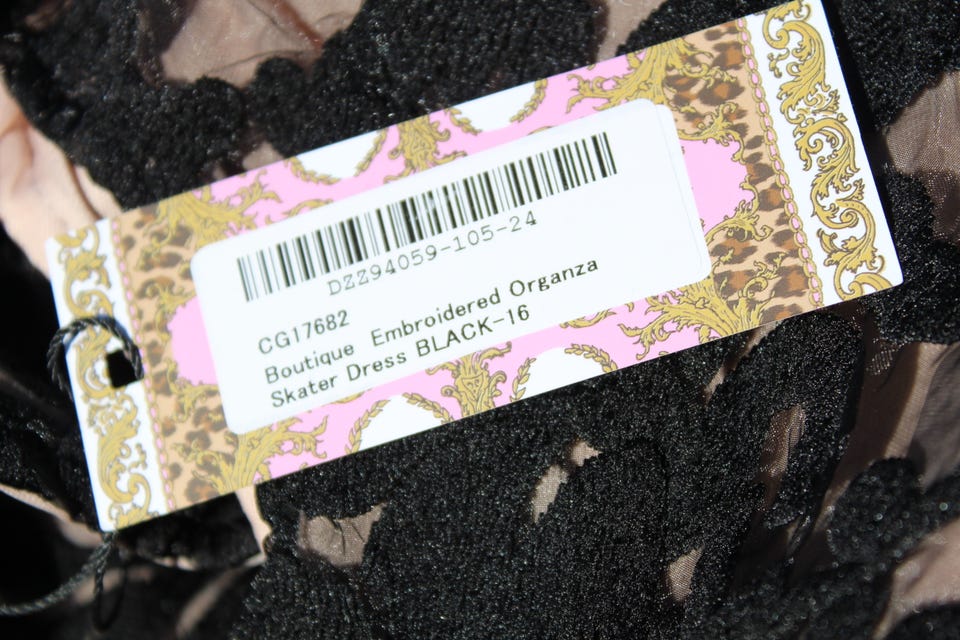 DZZ94059-105-24
CG17682
Boutique Embroidered Organza
Skater Dress BLACK-16